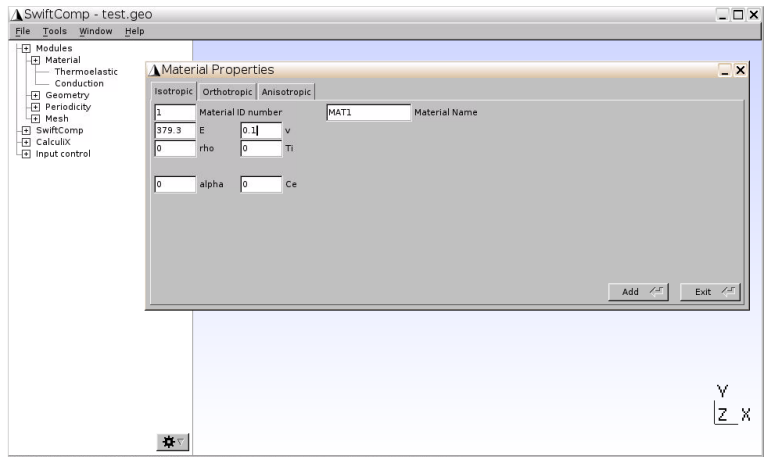 SwiftComp - test.geo
File Tools Window Help
Modules
Material
Thermoelastic
Conduction
Geometry
Periodicity
Mesh
SwiftComp
CalculiX
Input control
Material Properties
Isotropic Orthotropic Anisotropic
1 Material ID number MAT1 Material Name
379.3 E 0.1 v
0 rho 0 Ti
0 alpha 0 Ce
Add Exit
Y
Z X